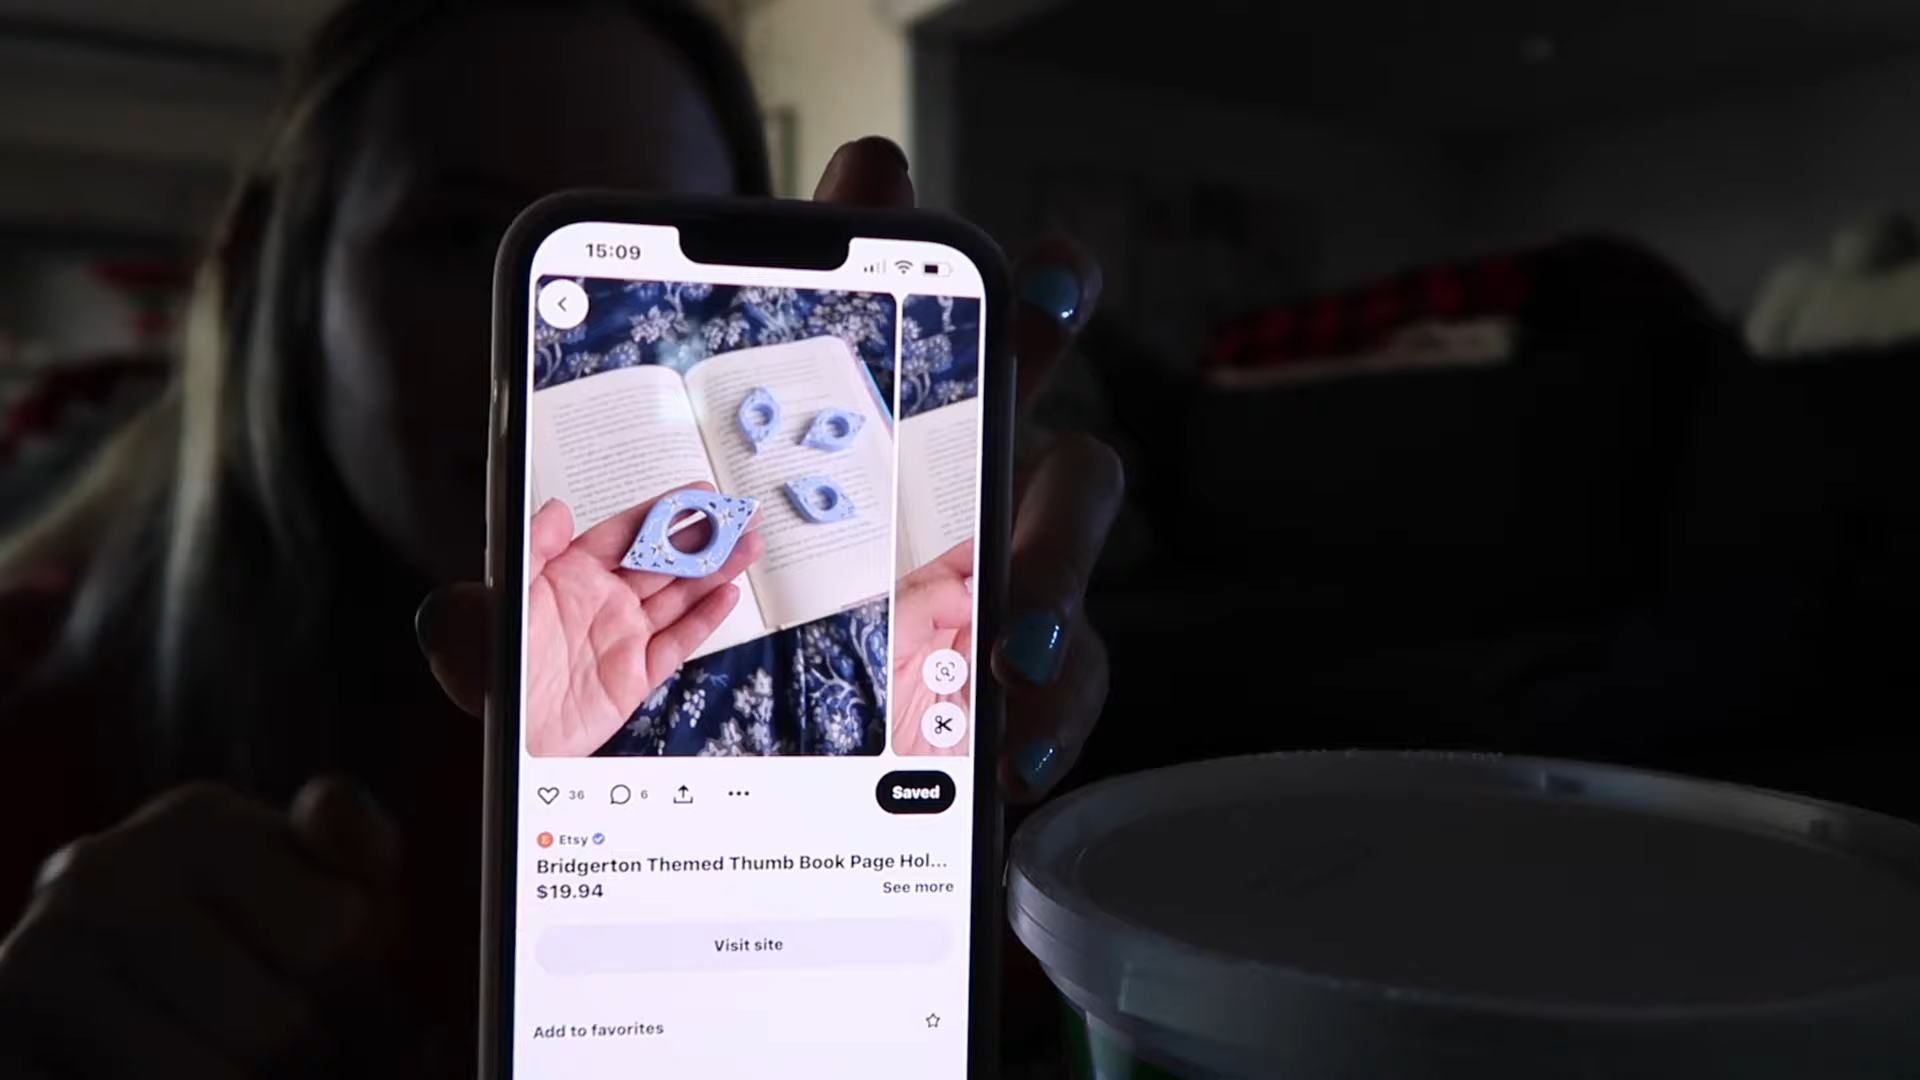 15:09
36
6
Saved
Etsy
Bridgerton Themed Thumb Book Page Hol...
$19.94
See more
Visit site
Add to favorites